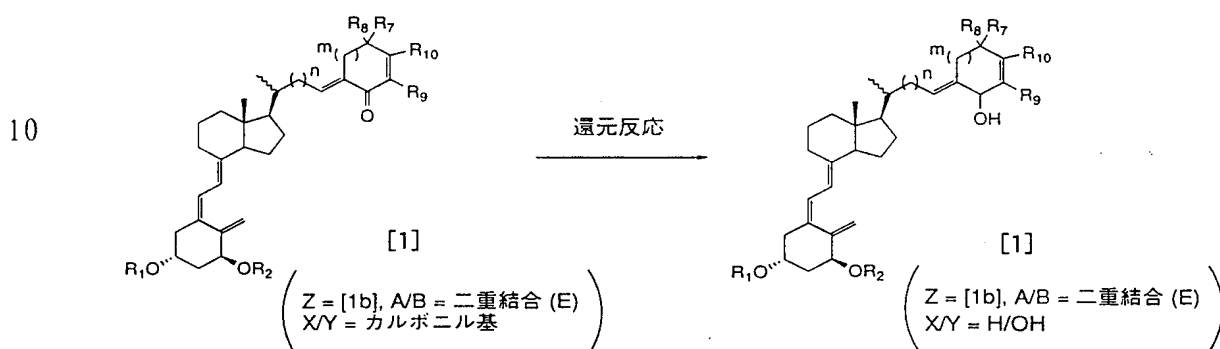 R8 R7
m( R10
( )n R9
O
R8 R7
m( R10
( )n R9
OH
10
還元反応
[1]
R1O OR2
[1]
R1O OR2
Z = [1b], A/B = 二重結合 (E)
X/Y = カルボニル基
Z = [1b], A/B = 二重結合 (E)
X/Y = H/OH